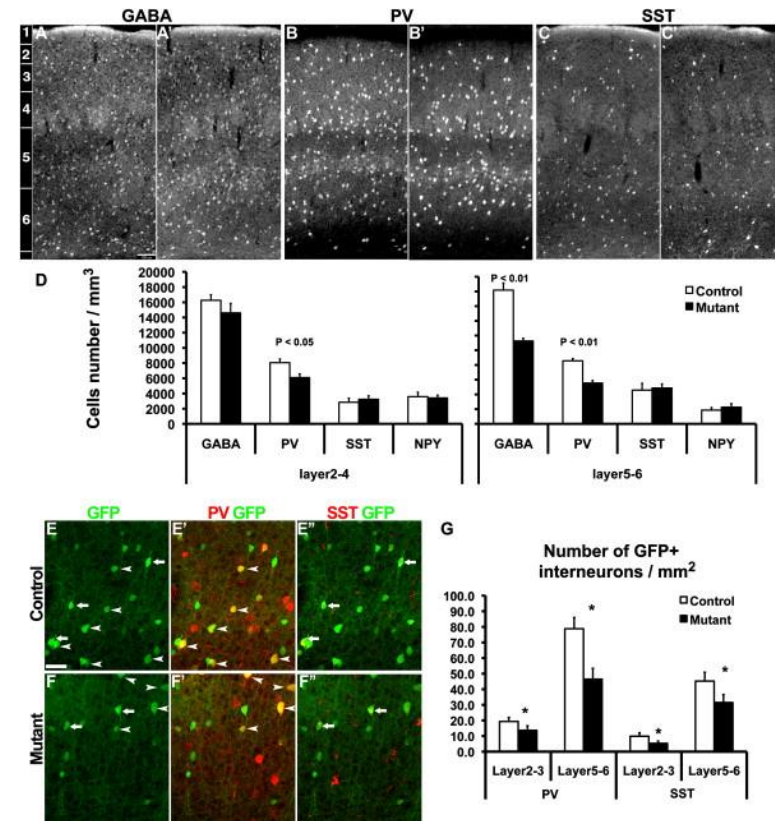 GABA PV SST
1 A A' B B' C C'
2
3
4
5
6
D
Cells number / mm3
20000
18000
16000
14000
12000
10000
8000
6000
4000
2000
0
P < 0.05
GABA PV SST NPY
layer2-4
P < 0.01
P < 0.01
Control
Mutant
GABA PV SST NPY
layer5-6
GFP PV GFP SST GFP
E E' E"
Control
F F' F"
Mutant
G
Number of GFP+
interneurons / mm2
100.0
90.0
80.0
70.0
60.0
50.0
40.0
30.0
20.0
10.0
0.0
Control
Mutant
* * * *
Layer2-3 Layer5-6 Layer2-3 Layer5-6
PV SST